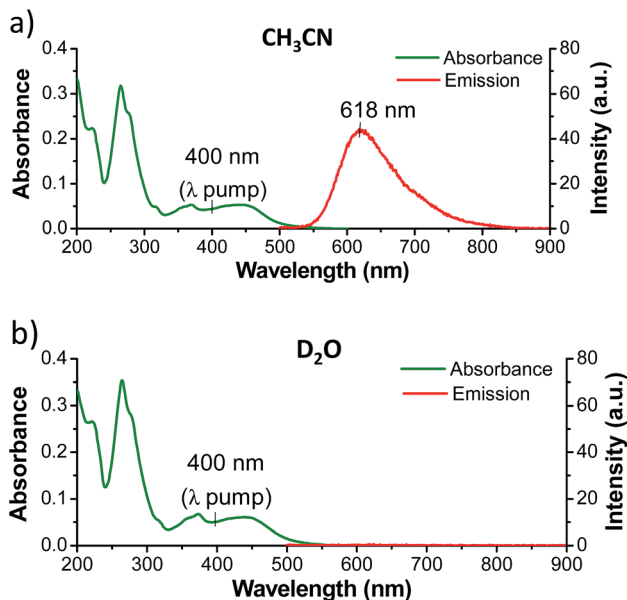 a)
CH₃CN
Absorbance
Emission
618 nm
400 nm
(λ pump)
0.4
0.3
0.2
0.1
0.0
Absorbance
80
60
40
20
0
Intensity (a.u.)
200 300 400 500 600 700 800 900
Wavelength (nm)
b)
D₂O
Absorbance
Emission
400 nm
(λ pump)
0.4
0.3
0.2
0.1
0.0
Absorbance
80
60
40
20
0
Intensity (a.u.)
200 300 400 500 600 700 800 900
Wavelength (nm)